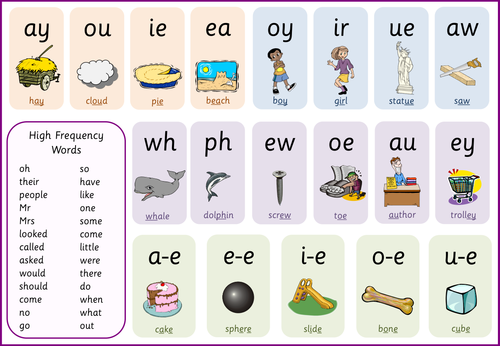 ay ou ie ea oy ir ue aw
hay cloud pie beach boy girl statue saw
High Frequency
Words
oh so
their have
people like
Mr one
Mrs some
looked come
called little
asked were
would there
should do
come when
no what
go out
wh ph ew oe au ey
whale dolphin screw toe author trolley
a-e e-e i-e o-e u-e
cake sphere slide bone cube